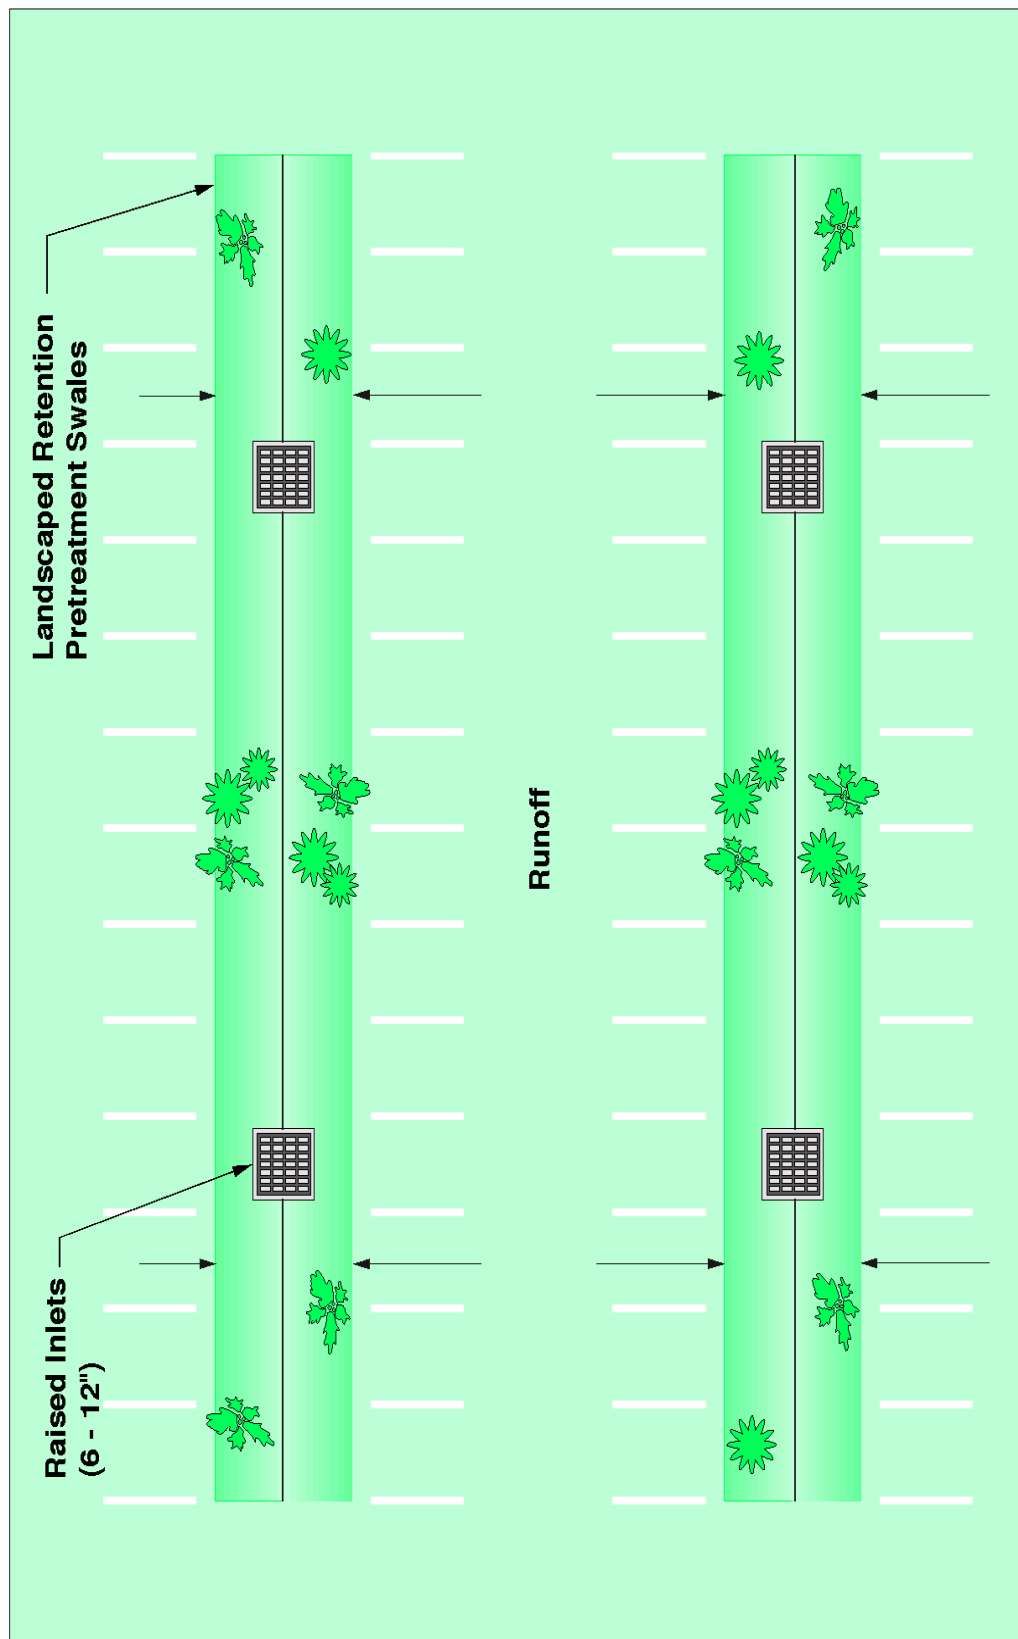 Landscaped Retention
Pretreatment Swales
Runoff
Raised Inlets
(6 - 12")